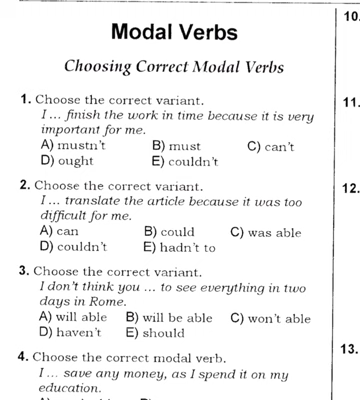 Modal Verbs
Choosing Correct Modal Verbs
1. Choose the correct variant.
I ... finish the work in time because it is very
important for me.
A) mustn't B) must C) can't
D) ought E) couldn't
2. Choose the correct variant.
I ... translate the article because it was too
difficult for me.
A) can B) could C) was able
D) couldn't E) hadn't to
3. Choose the correct variant.
I don't think you ... to see everything in two
days in Rome.
A) will able B) will be able C) won't able
D) haven't E) should
4. Choose the correct modal verb.
I ... save any money, as I spend it on my
education.
10.
11.
12.
13.